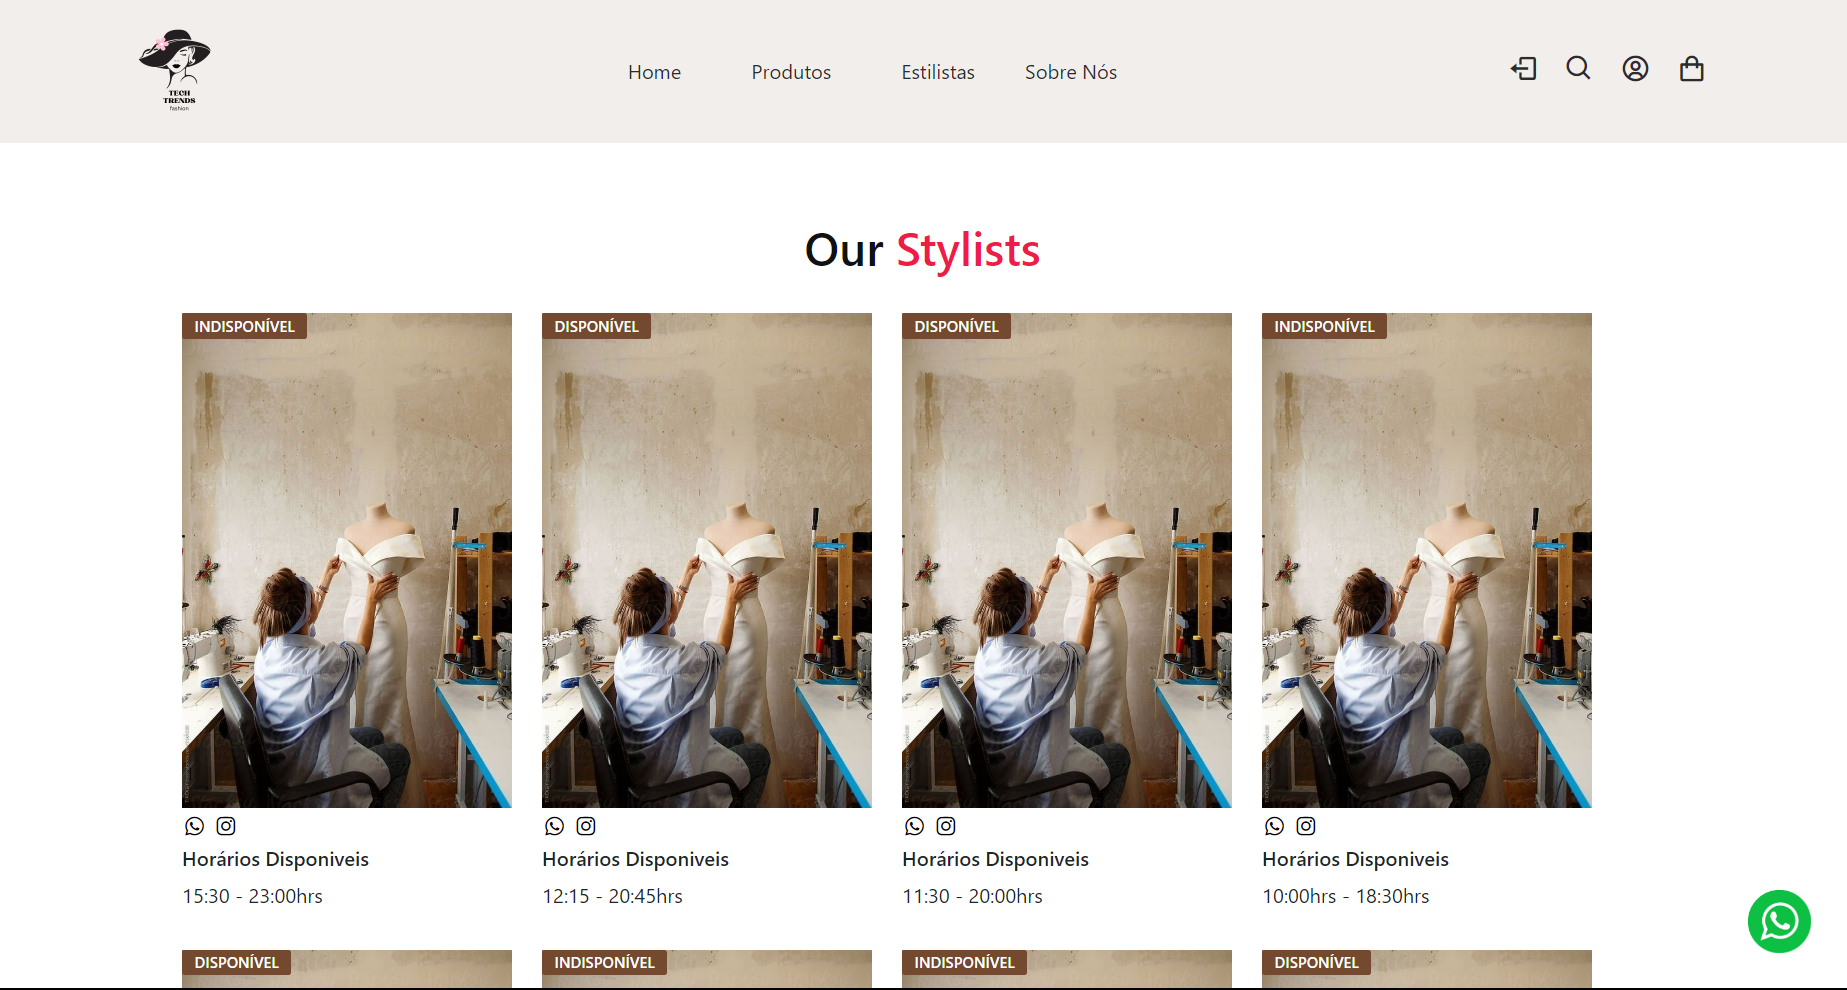 TECH
TRENDS
fashion
Home Produtos Estilistas Sobre Nós
Our Stylists
INDISPONÍVEL DISPONÍVEL DISPONÍVEL INDISPONÍVEL
Horários Disponiveis Horários Disponiveis Horários Disponiveis Horários Disponiveis
15:30 - 23:00hrs 12:15 - 20:45hrs 11:30 - 20:00hrs 10:00hrs - 18:30hrs
DISPONÍVEL INDISPONÍVEL INDISPONÍVEL DISPONÍVEL